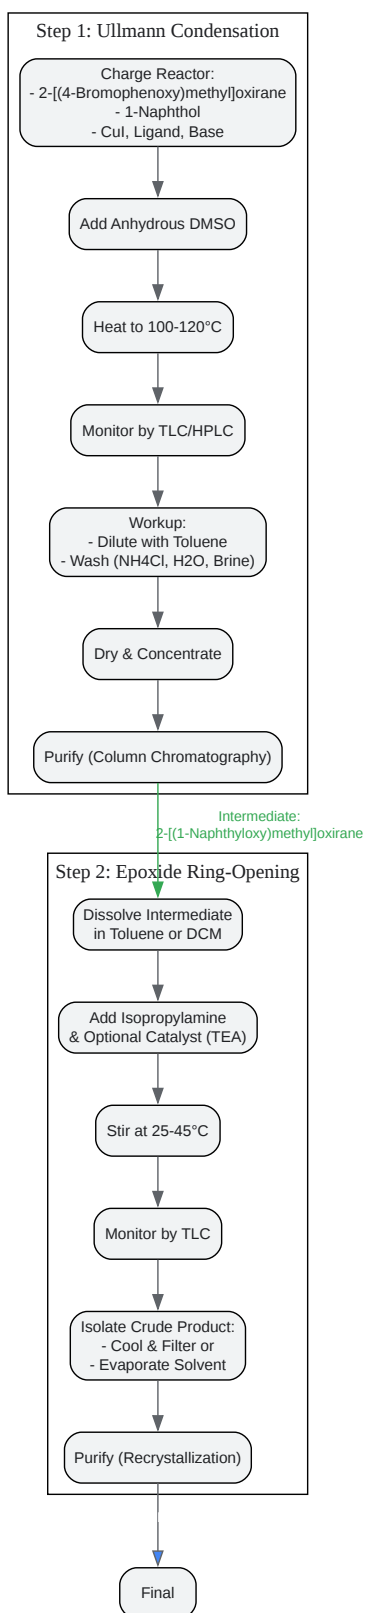 Step 1: Ullmann Condensation
Charge Reactor:
- 2-[(4-Bromophenoxy)methyl]oxirane
- 1-Naphthol
- CuI, Ligand, Base
Add Anhydrous DMSO
Heat to 100-120°C
Monitor by TLC/HPLC
Workup:
- Dilute with Toluene
- Wash (NH4Cl, H2O, Brine)
Dry & Concentrate
Purify (Column Chromatography)
Intermediate:
2-[(1-Naphthyloxy)methyl]oxirane
Step 2: Epoxide Ring-Opening
Dissolve Intermediate
in Toluene or DCM
Add Isopropylamine
& Optional Catalyst (TEA)
Stir at 25-45°C
Monitor by TLC
Isolate Crude Product:
- Cool & Filter or
- Evaporate Solvent
Purify (Recrystallization)
Final